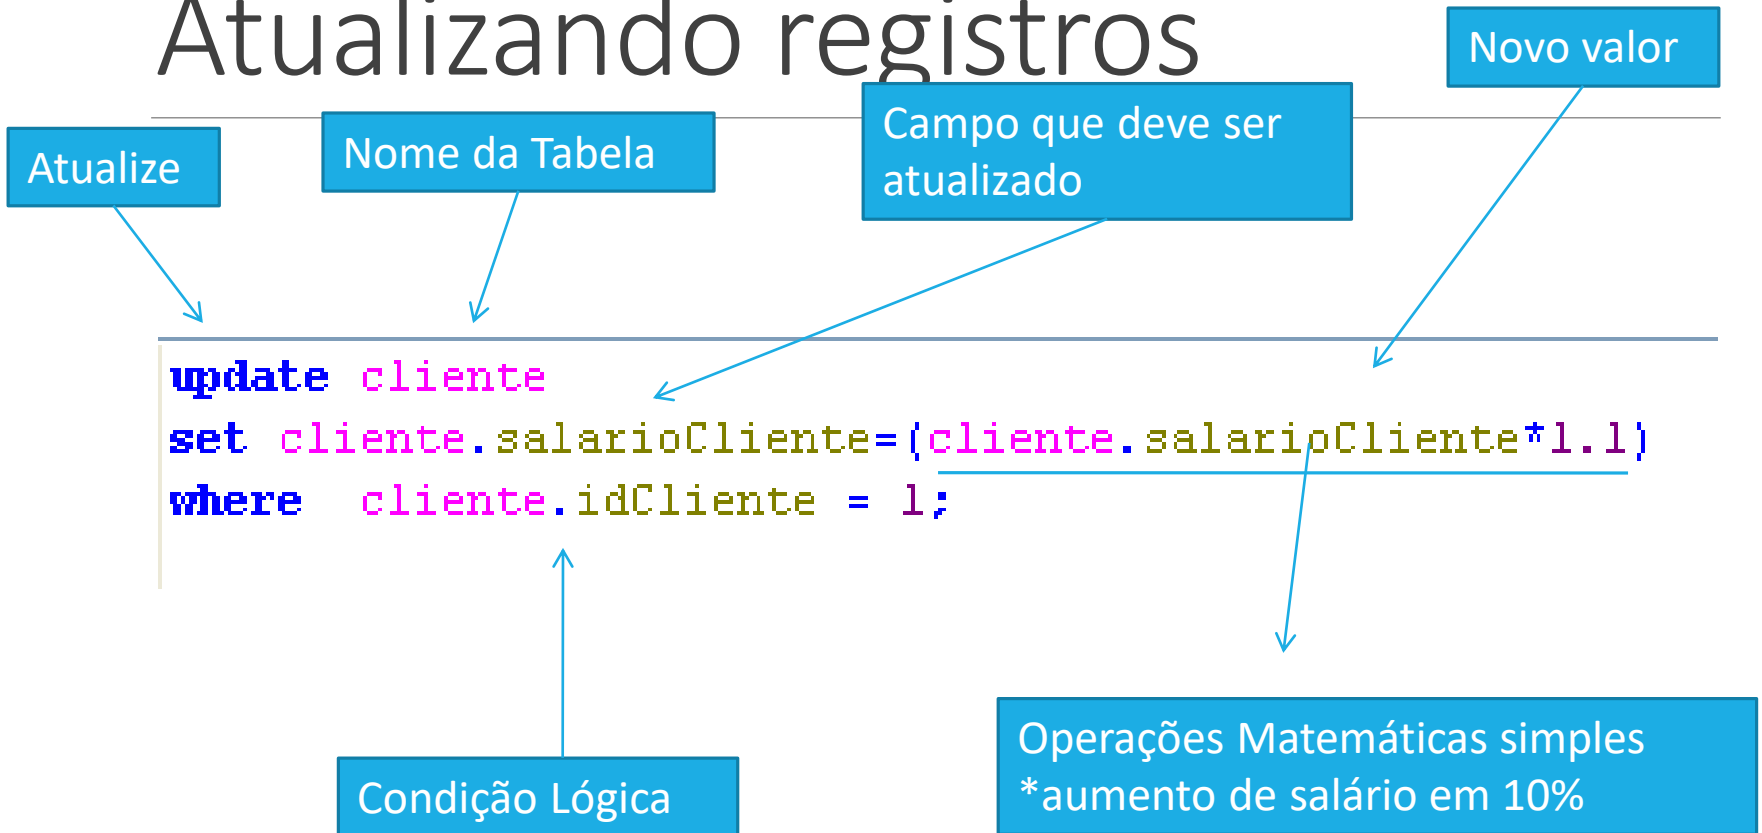 Atualizando registros
Novo valor
Campo que deve ser
atualizado
Nome da Tabela
Atualize
update cliente
set cliente.salarioCliente=(cliente.salarioCliente*1.1)
where cliente.idCliente = 1;
Operações Matemáticas simples
*aumento de salário em 10%
Condição Lógica